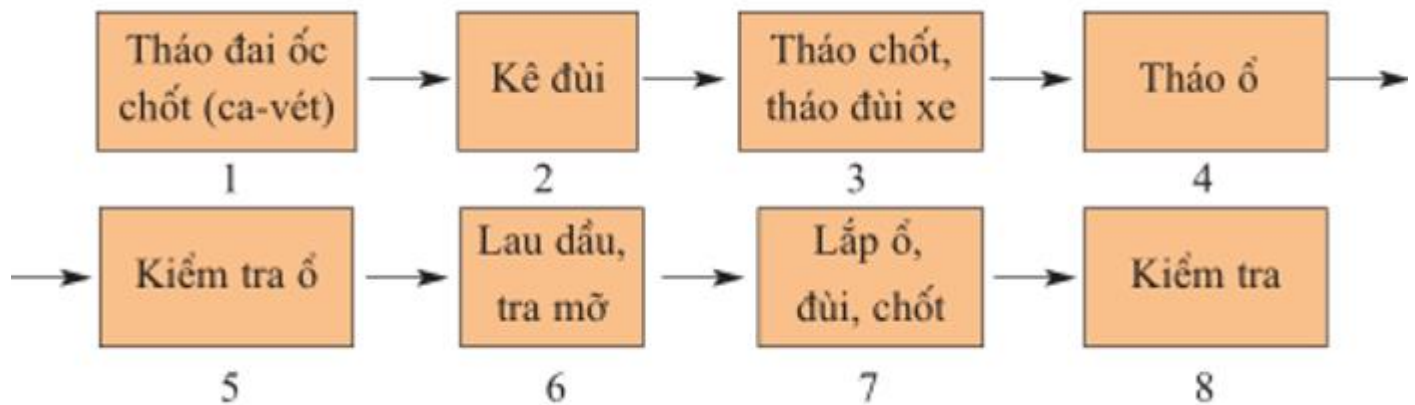 Tháo đai ốc
chốt (ca-vét)
1
Kê đùi
2
Tháo chốt,
tháo đùi xe
3
Tháo ổ
4
Kiểm tra ổ
5
Lau dầu,
tra mỡ
6
Lắp ổ,
đùi, chốt
7
Kiểm tra
8